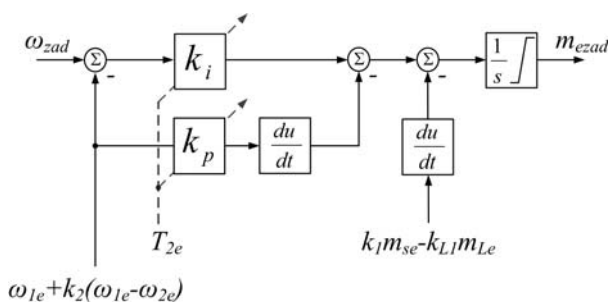 ω_zad
Σ
-
k_i
Σ
-
Σ
-
1/s
m_ezad
k_p
du/dt
du/dt
T_2e
k_1m_se-k_L1m_Le
ω_1e+k_2(ω_1e-ω_2e)